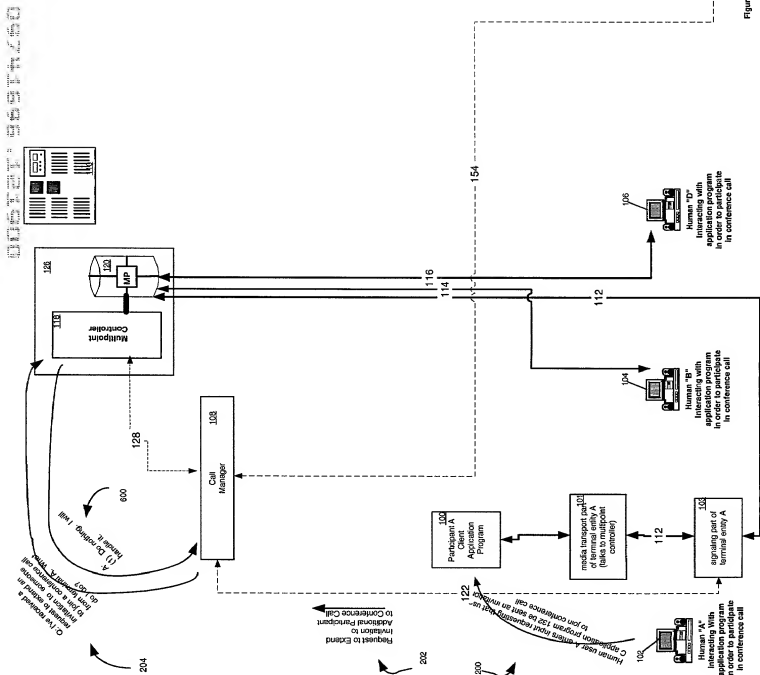 154
Figur
126
120
MP
118
Multipoint
Controller
116
114
112
106
Human "D"
Interacting with
application program
in order to participate
in conference call
104
Human "B"
Interacting with
application program
in order to participate
in conference call
128
600
A:
(1) Do nothing. I will
handle it.
Q: I've received a
request to extend an
invitation to someone
to join a conference call
from terminal A. What
do I do?
204
108
Call
Manager
100
Participant A
Client
Application
Program
101
media transport part
of terminal entity A
(talks to multipoint
controller)
112
103
signaling part of
terminal entity A
122
Request to Extend
Invitation to
Additional Participant
to Conference Call
202
200
Human user A enters
input requesting that us-
C application program 132 be sent an invitation
to join conference call
102
Human "A"
Interacting With
application program
n order to participate
in conference call